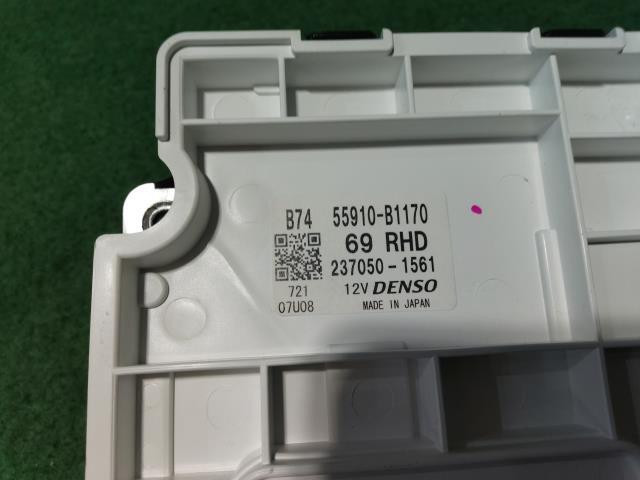 B74 55910-B1170
69 RHD
237050-1561
721 12V DENSO
07U08 MADE IN JAPAN